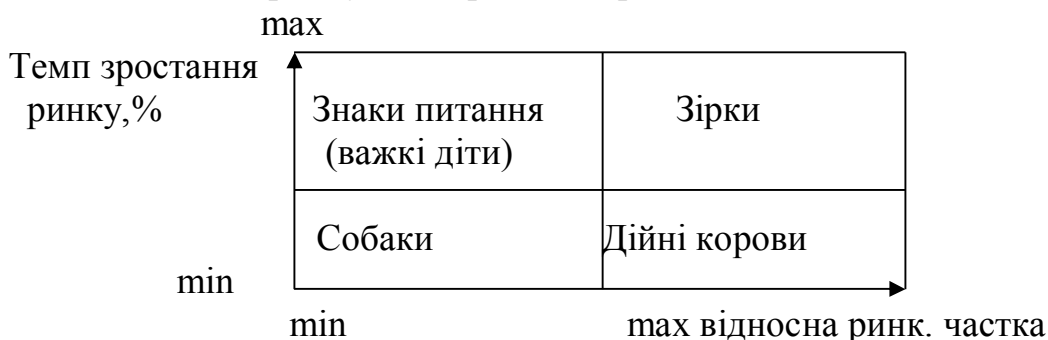 max
Темп зростання
ринку,%
Знаки питання
(важкі діти)
Зірки
Собаки
Дійні корови
min
min
max відносна ринк. частка